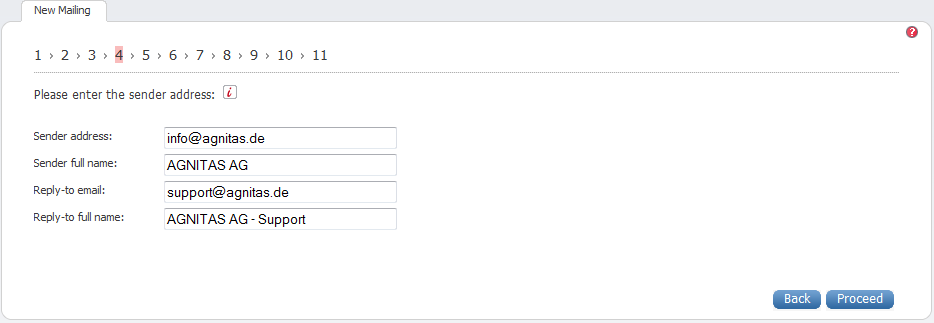 New Mailing
?
1 › 2 › 3 › 4 › 5 › 6 › 7 › 8 › 9 › 10 › 11
Please enter the sender address: i
Sender address: info@agnitas.de
Sender full name: AGNITAS AG
Reply-to email: support@agnitas.de
Reply-to full name: AGNITAS AG - Support
Back Proceed